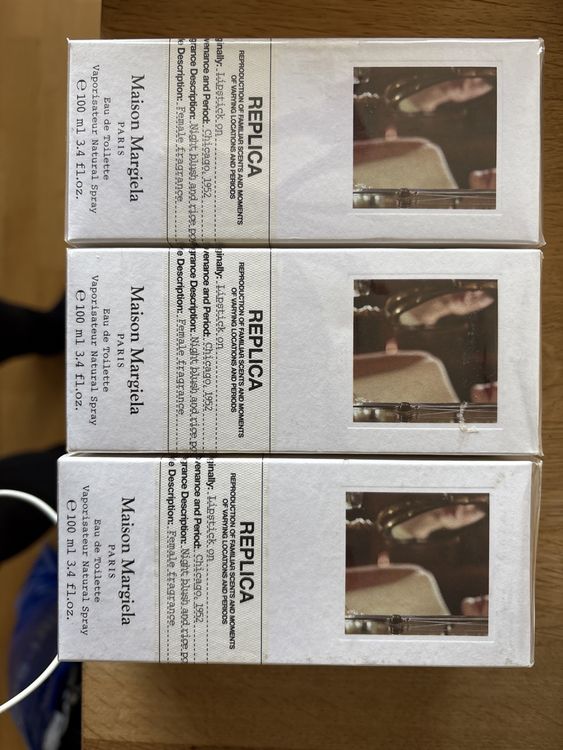 REPLICA
REPRODUCTION OF FAMILIAR SCENTS AND MOMENTS
OF VARYING LOCATIONS AND PERIODS
ginally: Lipstick on
venance and Period: Chicago, 1952
grance Description: Night blush and rice po
e Description: Female fragrance
Maison Margiela
PARIS
Eau de Toilette
Vaporisateur Natural Spray
℮100 ml 3.4 fl.oz.
REPLICA
REPRODUCTION OF FAMILIAR SCENTS AND MOMENTS
OF VARYING LOCATIONS AND PERIODS
ginally: Lipstick on
venance and Period: Chicago, 1952
grance Description: Night blush and rice po
e Description: Female fragrance
Maison Margiela
PARIS
Eau de Toilette
Vaporisateur Natural Spray
℮100 ml 3.4 fl.oz.
REPLICA
REPRODUCTION OF FAMILIAR SCENTS AND MOMENTS
OF VARYING LOCATIONS AND PERIODS
ginally: Lipstick on
venance and Period: Chicago, 1952
grance Description: Night blush and rice po
e Description: Female fragrance
Maison Margiela
PARIS
Eau de Toilette
Vaporisateur Natural Spray
℮100 ml 3.4 fl.oz.